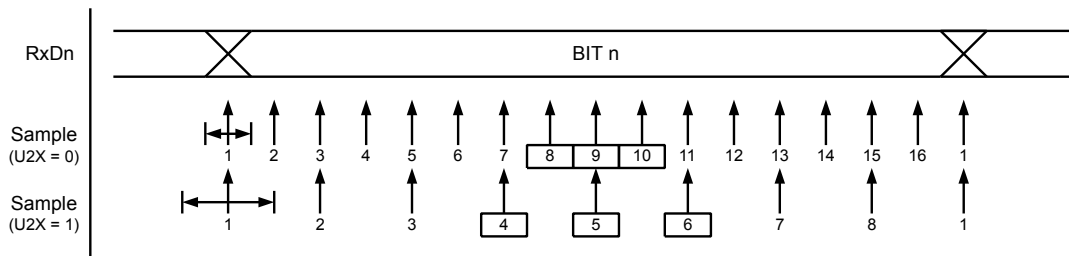 RxDn
BIT n
Sample
(U2X = 0)
1 2 3 4 5 6 7 8 9 10 11 12 13 14 15 16 1
Sample
(U2X = 1)
1 2 3 4 5 6 7 8 1